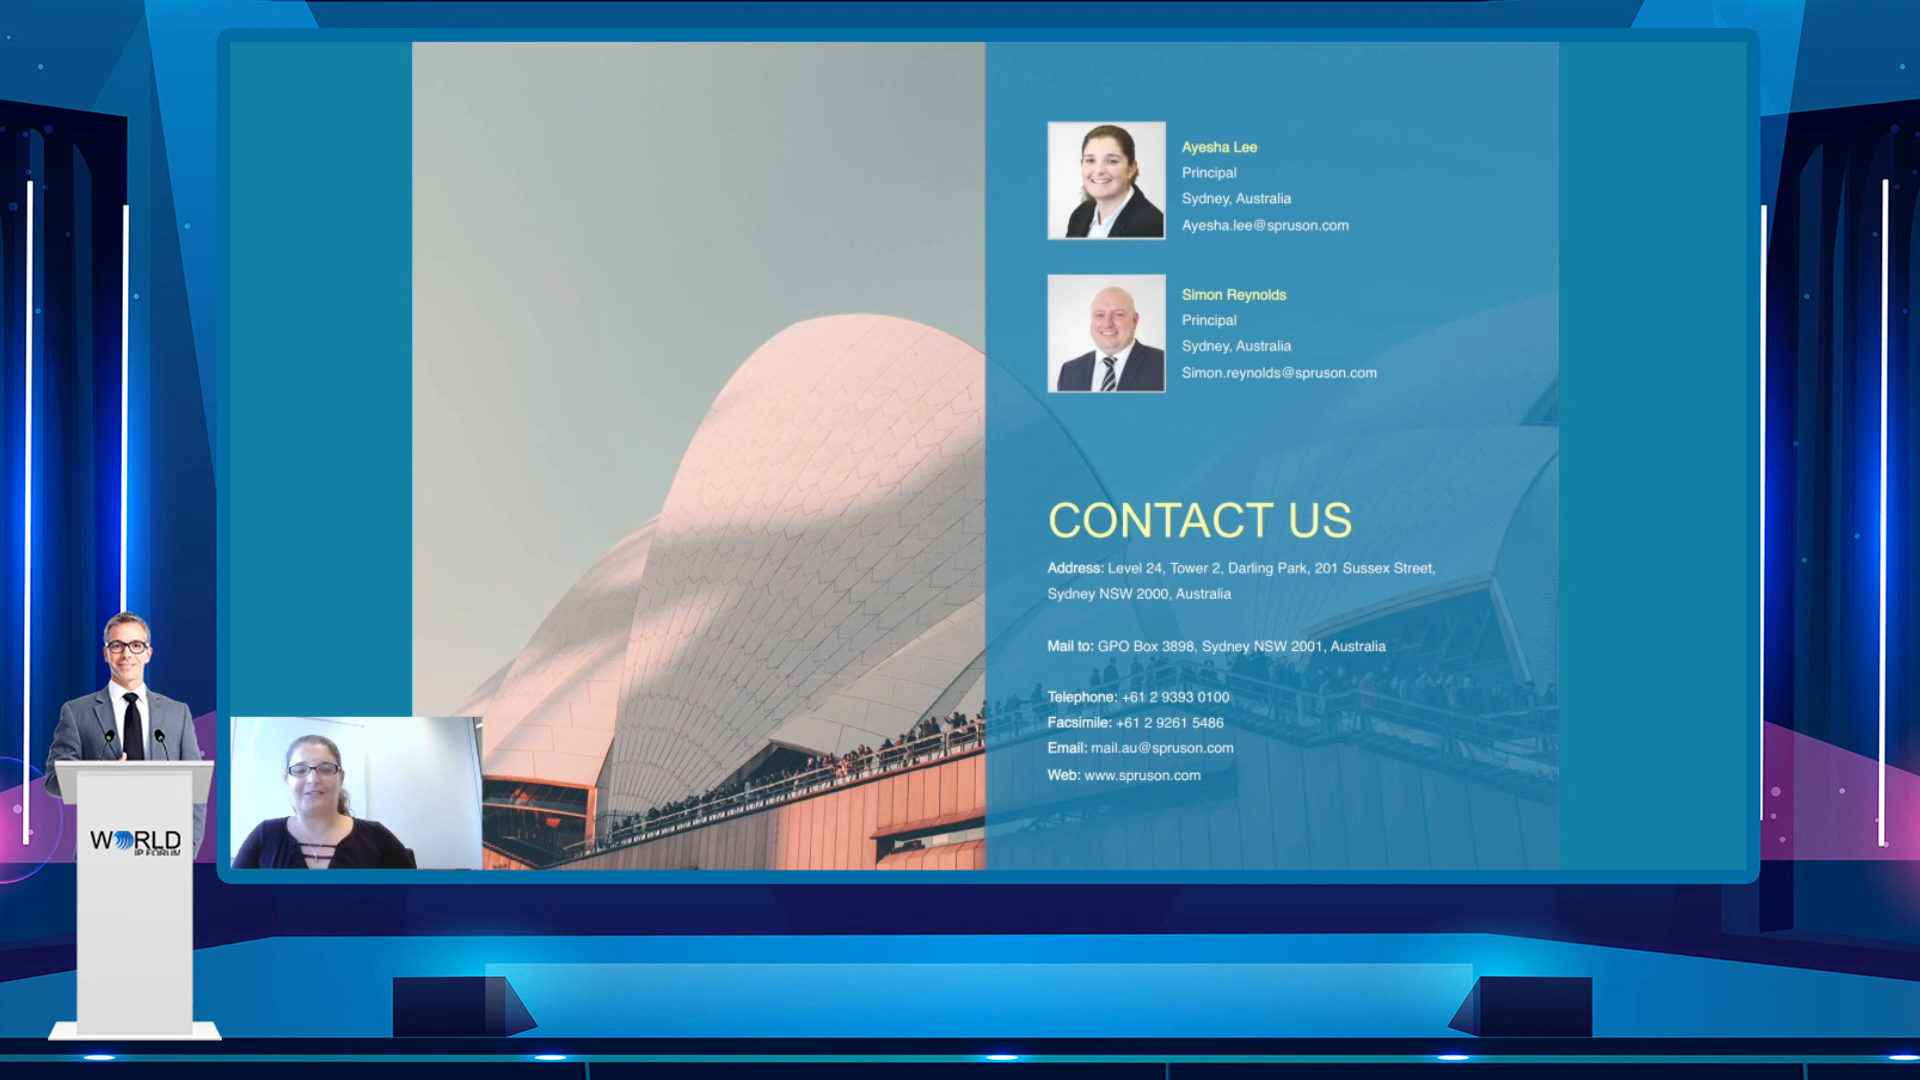 Ayesha Lee
Principal
Sydney, Australia
Ayesha.lee@spruson.com
Simon Reynolds
Principal
Sydney, Australia
Simon.reynolds@spruson.com
CONTACT US
Address: Level 24, Tower 2, Darling Park, 201 Sussex Street,
Sydney NSW 2000, Australia
Mail to: GPO Box 3898, Sydney NSW 2001, Australia
Telephone: +61 2 9393 0100
Facsimile: +61 2 9261 5486
Email: mail.au@spruson.com
Web: www.spruson.com
WORLD
IP FORUM